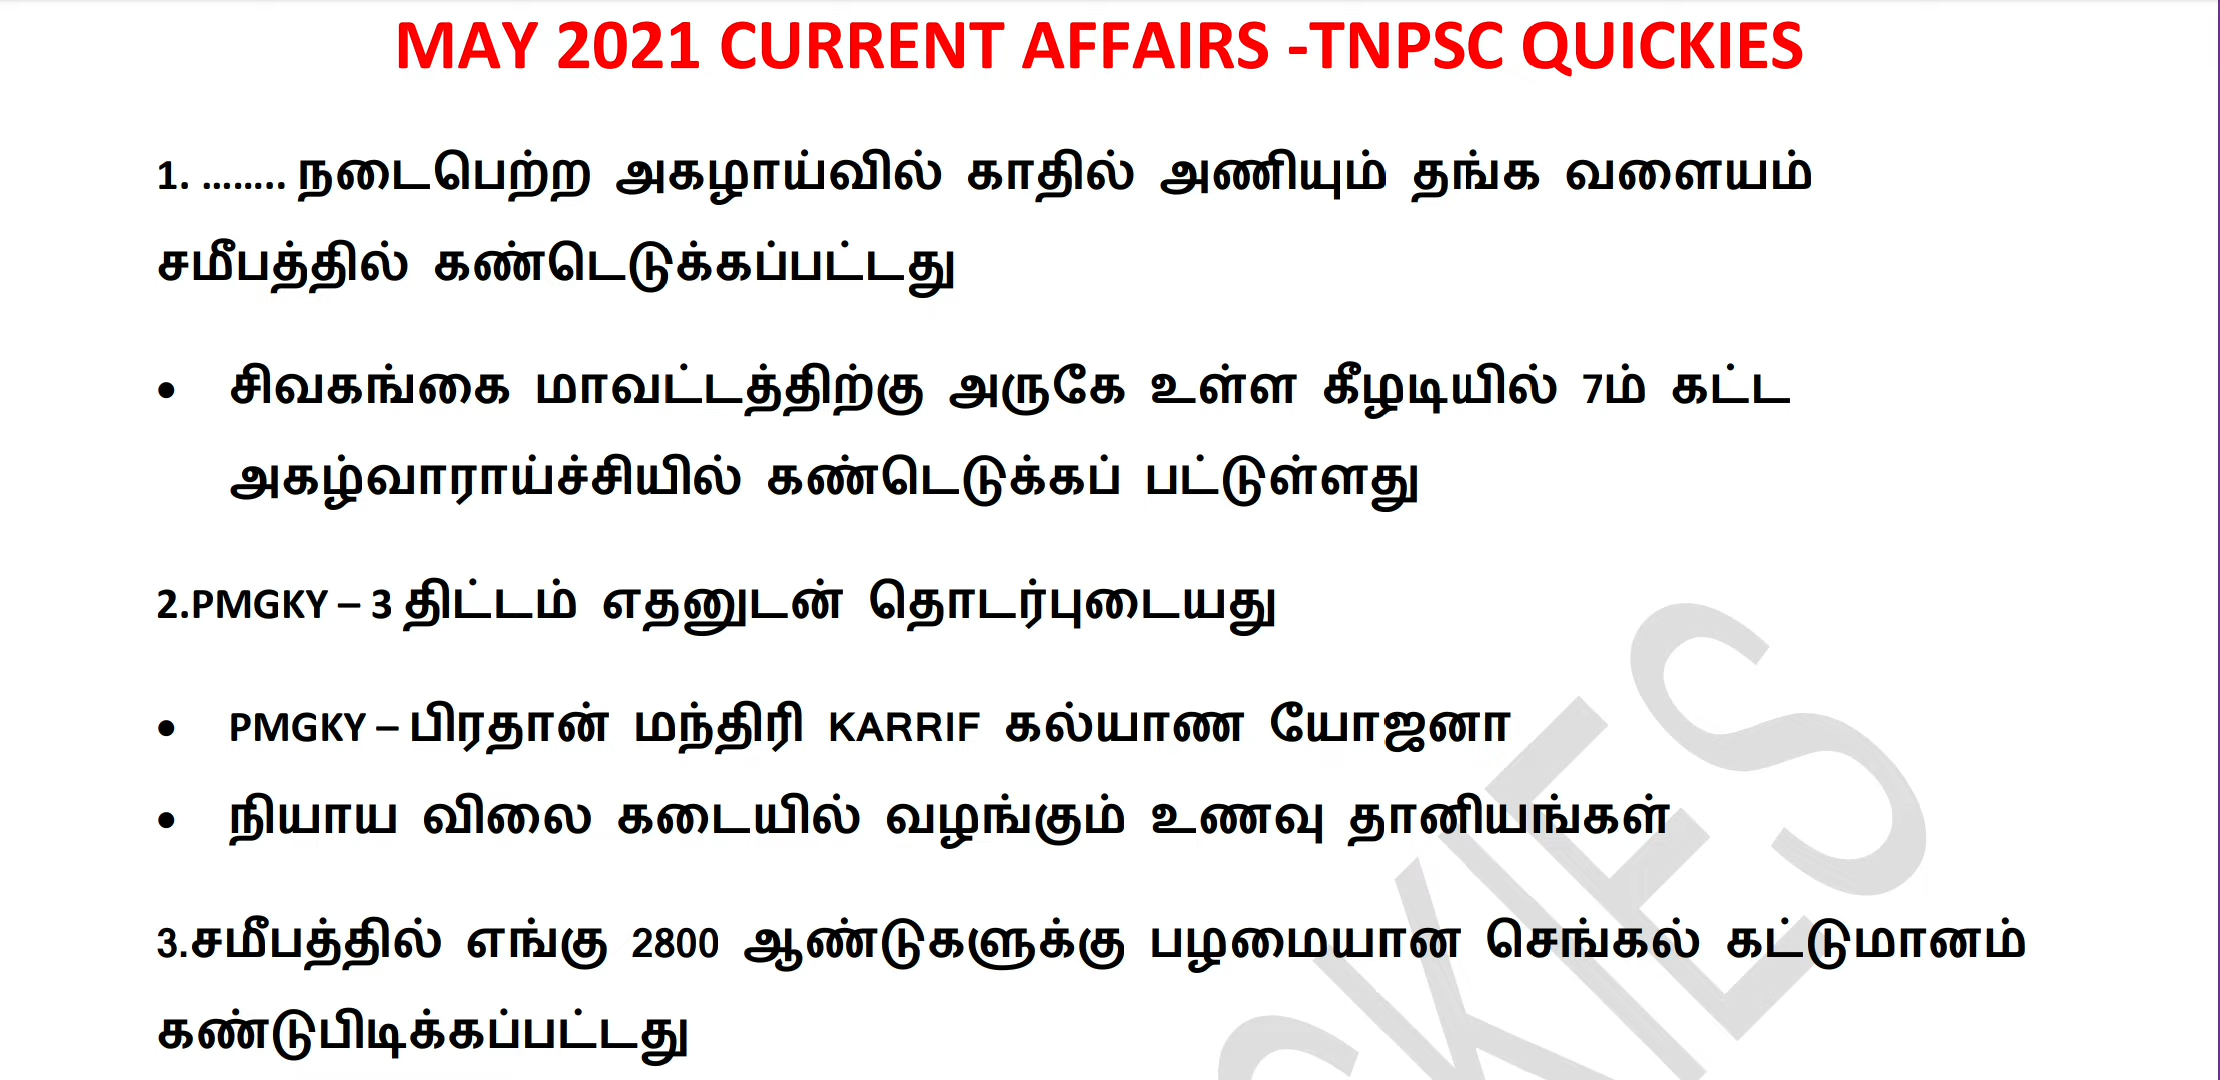 MAY 2021 CURRENT AFFAIRS -TNPSC QUICKIES
1. ........ நடைபெற்ற அகழாய்வில் காதில் அணியும் தங்க வளையம்
சமீபத்தில் கண்டெடுக்கப்பட்டது
• சிவகங்கை மாவட்டத்திற்கு அருகே உள்ள கீழடியில் 7ம் கட்ட
அகழ்வாராய்ச்சியில் கண்டெடுக்கப் பட்டுள்ளது
2.PMGKY – 3 திட்டம் எதனுடன் தொடர்புடையது
• PMGKY – பிரதான் மந்திரி KARRIF கல்யாண யோஜனா
• நியாய விலை கடையில் வழங்கும் உணவு தானியங்கள்
3.சமீபத்தில் எங்கு 2800 ஆண்டுகளுக்கு பழமையான செங்கல் கட்டுமானம்
கண்டுபிடிக்கப்பட்டது